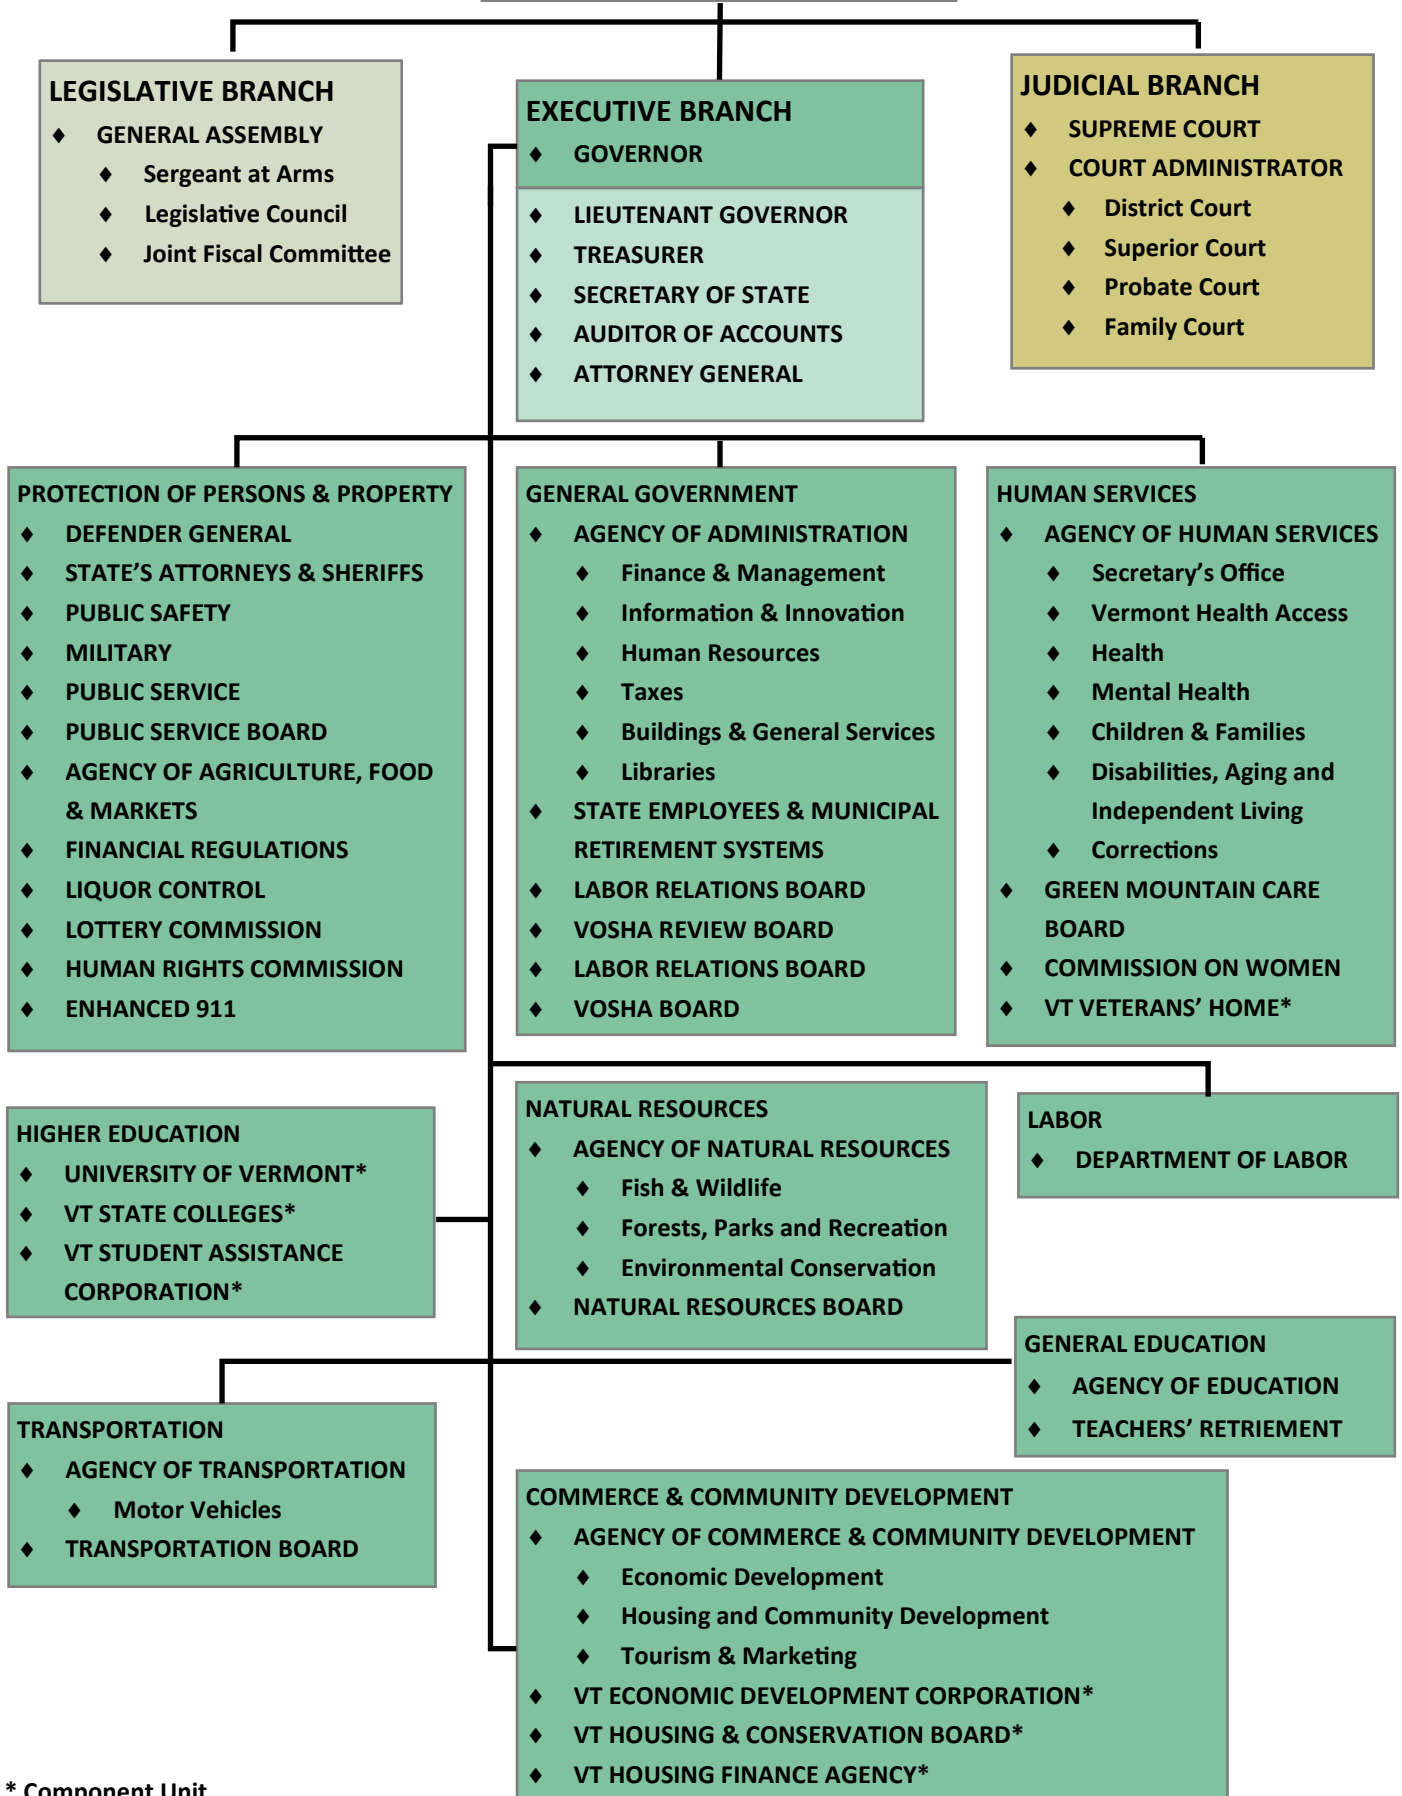 LEGISLATIVE BRANCH
♦ GENERAL ASSEMBLY
♦ Sergeant at Arms
♦ Legislative Council
♦ Joint Fiscal Committee
EXECUTIVE BRANCH
♦ GOVERNOR
♦ LIEUTENANT GOVERNOR
♦ TREASURER
♦ SECRETARY OF STATE
♦ AUDITOR OF ACCOUNTS
♦ ATTORNEY GENERAL
JUDICIAL BRANCH
♦ SUPREME COURT
♦ COURT ADMINISTRATOR
♦ District Court
♦ Superior Court
♦ Probate Court
♦ Family Court
PROTECTION OF PERSONS & PROPERTY
♦ DEFENDER GENERAL
♦ STATE’S ATTORNEYS & SHERIFFS
♦ PUBLIC SAFETY
♦ MILITARY
♦ PUBLIC SERVICE
♦ PUBLIC SERVICE BOARD
♦ AGENCY OF AGRICULTURE, FOOD
& MARKETS
♦ FINANCIAL REGULATIONS
♦ LIQUOR CONTROL
♦ LOTTERY COMMISSION
♦ HUMAN RIGHTS COMMISSION
♦ ENHANCED 911
GENERAL GOVERNMENT
♦ AGENCY OF ADMINISTRATION
♦ Finance & Management
♦ Information & Innovation
♦ Human Resources
♦ Taxes
♦ Buildings & General Services
♦ Libraries
♦ STATE EMPLOYEES & MUNICIPAL
RETIREMENT SYSTEMS
♦ LABOR RELATIONS BOARD
♦ VOSHA REVIEW BOARD
♦ LABOR RELATIONS BOARD
♦ VOSHA BOARD
HUMAN SERVICES
♦ AGENCY OF HUMAN SERVICES
♦ Secretary’s Office
♦ Vermont Health Access
♦ Health
♦ Mental Health
♦ Children & Families
♦ Disabilities, Aging and
Independent Living
♦ Corrections
♦ GREEN MOUNTAIN CARE
BOARD
♦ COMMISSION ON WOMEN
♦ VT VETERANS’ HOME*
HIGHER EDUCATION
♦ UNIVERSITY OF VERMONT*
♦ VT STATE COLLEGES*
♦ VT STUDENT ASSISTANCE
CORPORATION*
NATURAL RESOURCES
♦ AGENCY OF NATURAL RESOURCES
♦ Fish & Wildlife
♦ Forests, Parks and Recreation
♦ Environmental Conservation
♦ NATURAL RESOURCES BOARD
LABOR
♦ DEPARTMENT OF LABOR
GENERAL EDUCATION
♦ AGENCY OF EDUCATION
♦ TEACHERS’ RETRIEMENT
TRANSPORTATION
♦ AGENCY OF TRANSPORTATION
♦ Motor Vehicles
♦ TRANSPORTATION BOARD
COMMERCE & COMMUNITY DEVELOPMENT
♦ AGENCY OF COMMERCE & COMMUNITY DEVELOPMENT
♦ Economic Development
♦ Housing and Community Development
♦ Tourism & Marketing
♦ VT ECONOMIC DEVELOPMENT CORPORATION*
♦ VT HOUSING & CONSERVATION BOARD*
♦ VT HOUSING FINANCE AGENCY*
* Component Unit